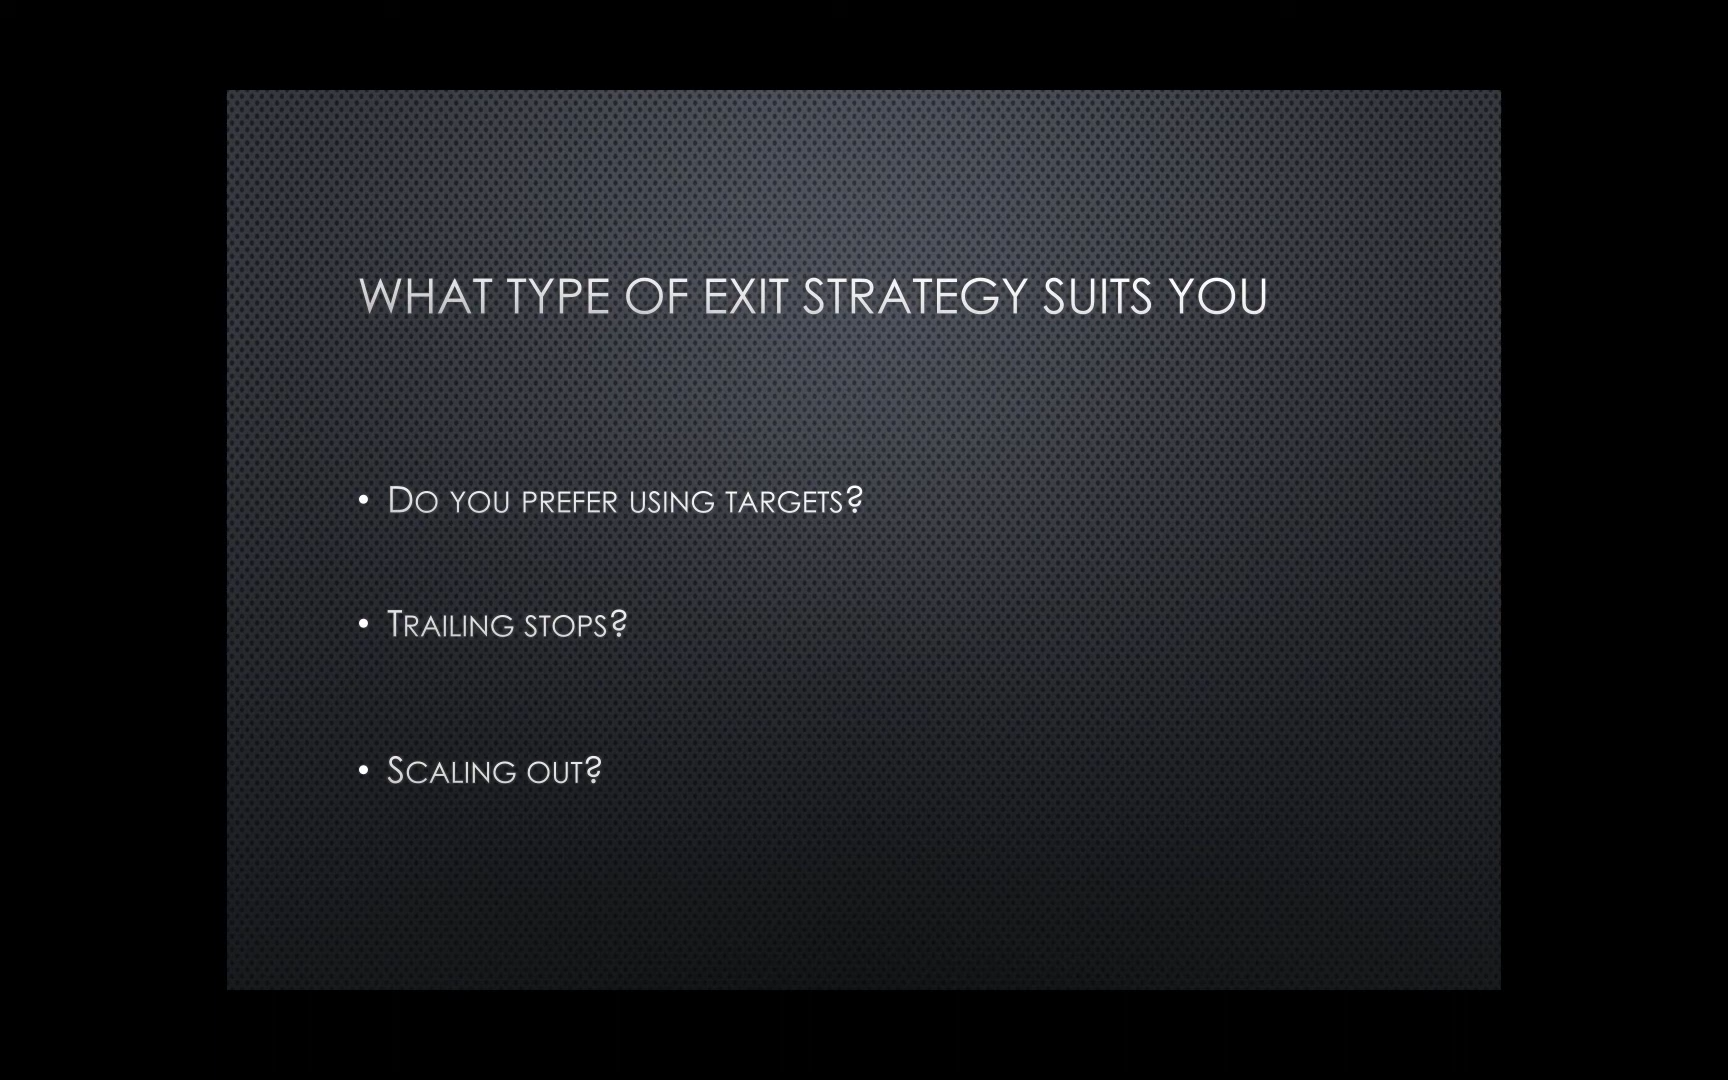 WHAT TYPE OF EXIT STRATEGY SUITS YOU
• DO YOU PREFER USING TARGETS?
• TRAILING STOPS?
• SCALING OUT?